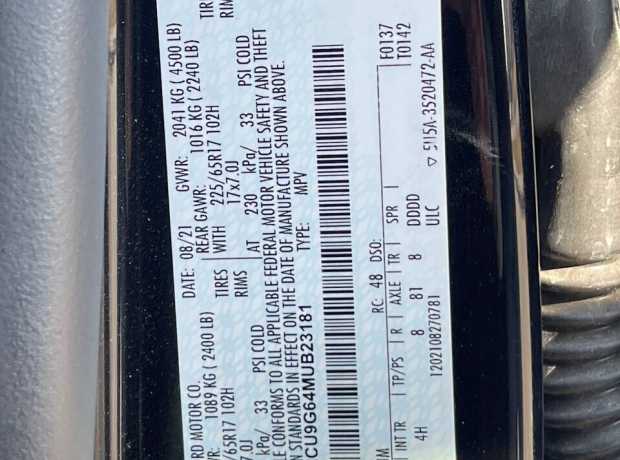 RD MOTOR CO. DATE: 08/21 GVWR: 2041 KG ( 4500 LB)
WR: 1089 KG ( 2400 LB) REAR GAWR: 1016 KG ( 2240 LB)
/65R17 102H TIRES WITH 225/65R17 102H TIRE
7.0J RIMS 17x7.0J RIMS
kPa/ 33 PSI COLD AT 230 kPa/ 33 PSI COLD
LE CONFORMS TO ALL APPLICABLE FEDERAL MOTOR VEHICLE SAFETY AND THEFT
N STANDARDS IN EFFECT ON THE DATE OF MANUFACTURE SHOWN ABOVE.
CU9G64MUB23181 TYPE: MPV
RC: 48 DSO: F0137
T0142
INT TR | TP/PS | R | AXLE | TR | SPR
4H 8 81 8 DDDD
1202108270781 ULC ▽ 5U5A-3520472-AA